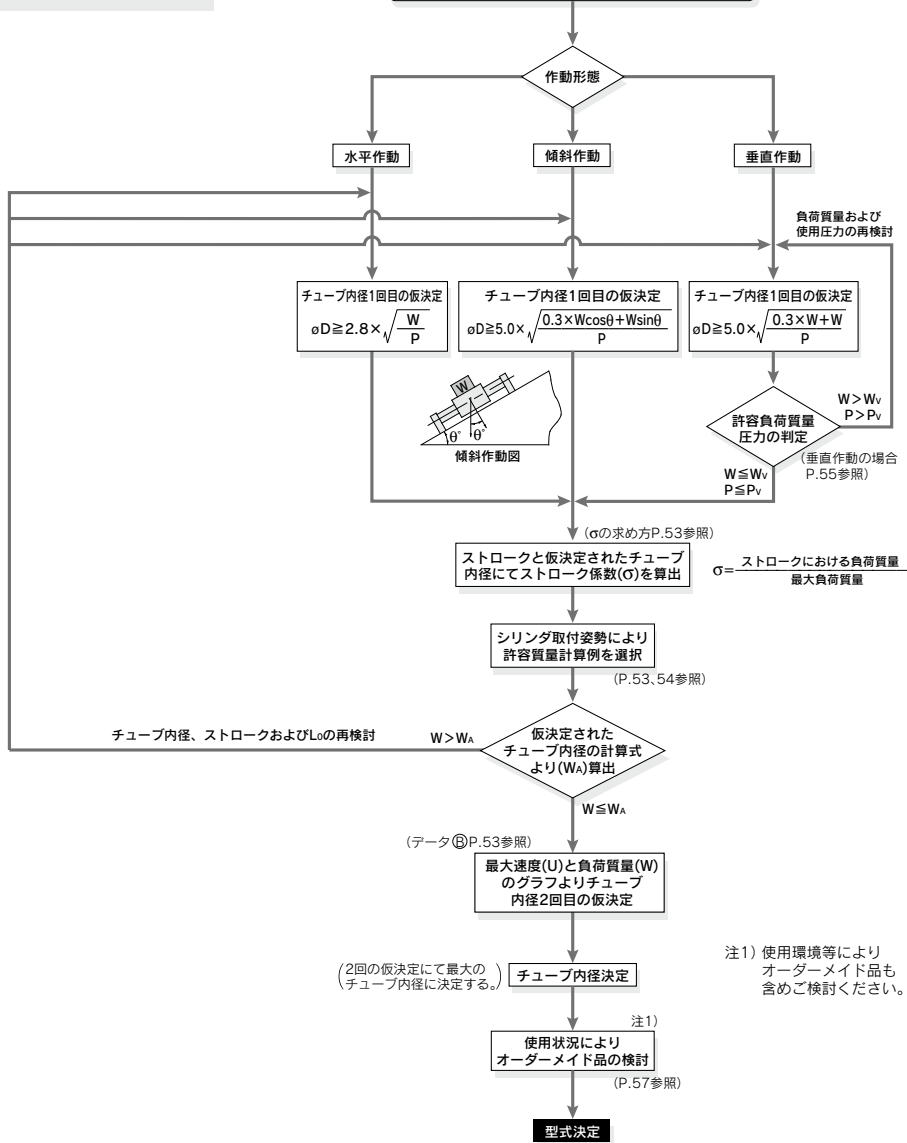 作動形態
水平作動
傾斜作動
垂直作動
負荷質量および
使用圧力の再検討
チューブ内径1回目の仮決定
øD≧2.8×√W/P
チューブ内径1回目の仮決定
øD≧5.0×√0.3×Wcosθ+Wsinθ/P
チューブ内径1回目の仮決定
øD≧5.0×√0.3×W+W/P
W
θ°
θ°
傾斜作動図
許容負荷質量
圧力の判定
W>Wv
P>Pv
(垂直作動の場合
P.55参照)
W≦Wv
P≦Pv
(σの求め方P.53参照)
ストロークと仮決定されたチューブ
内径にてストローク係数(σ)を算出
σ=ストロークにおける負荷質量/最大負荷質量
シリンダ取付姿勢により
許容質量計算例を選択
(P.53、54参照)
チューブ内径、ストロークおよびL₀の再検討
W>WA
仮決定された
チューブ内径の計算式
より(WA)算出
W≦WA
(データⒷP.53参照)
最大速度(U)と負荷質量(W)
のグラフよりチューブ
内径2回目の仮決定
(2回の仮決定にて最大の
チューブ内径に決定する。)
チューブ内径決定
注1)
使用状況により
オーダーメイド品の検討
(P.57参照)
型式決定
注1) 使用環境等により
オーダーメイド品も
含めご検討ください。